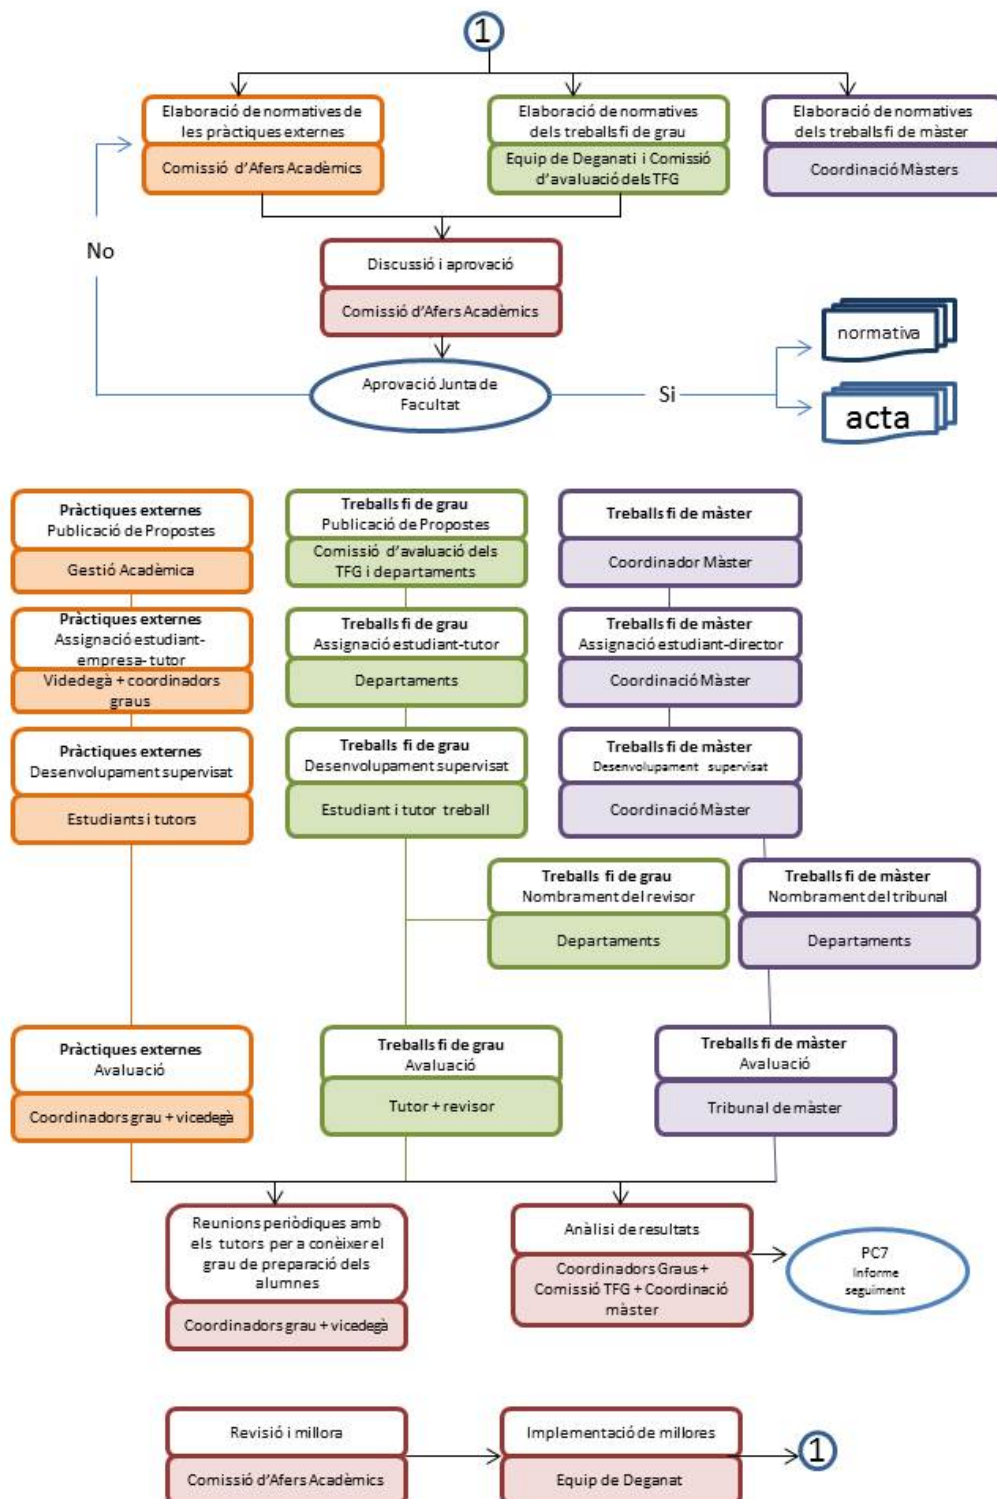 1
Elaboració de normatives de
les pràctiques externes
Comissió d'Afers Acadèmics
Elaboració de normatives
dels treballs fi de grau
Equip de Deganati i Comissió
d'avaluació dels TFG
Elaboració de normatives
dels treballs fi de màster
Coordinació Màsters
No
Discussió i aprovació
Comissió d'Afers Acadèmics
Aprovació Junta de
Facultat
Si
normativa
acta
Pràctiques externes
Publicació de Propostes
Gestió Acadèmica
Treballs fi de grau
Publicació de Propostes
Comissió d'avaluació dels
TFG i departaments
Treballs fi de màster
Coordinador Màster
Pràctiques externes
Assignació estudiant-
empresa- tutor
Videdegà + coordinadors
graus
Treballs fi de grau
Assignació estudiant-tutor
Departaments
Treballs fi de màster
Assignació estudiant-director
Coordinació Màster
Pràctiques externes
Desenvolupament supervisat
Estudiants i tutors
Treballs fi de grau
Desenvolupament supervisat
Estudiant i tutor treball
Treballs fi de màster
Desenvolupament supervisat
Coordinació Màster
Treballs fi de grau
Nombrament del revisor
Departaments
Treballs fi de màster
Nombrament del tribunal
Departaments
Pràctiques externes
Avaluació
Coordinadors grau + vicedegà
Treballs fi de grau
Avaluació
Tutor + revisor
Treballs fi de màster
Avaluació
Tribunal de màster
Reunions periòdiques amb
els tutors per a conèixer el
grau de preparació dels
alumnes
Coordinadors grau + vicedegà
Anàlisi de resultats
Coordinadors Graus +
Comissió TFG + Coordinació
màster
PC7
Informe
seguiment
Revisió i millora
Comissió d'Afers Acadèmics
Implementació de millores
Equip de Deganat
1